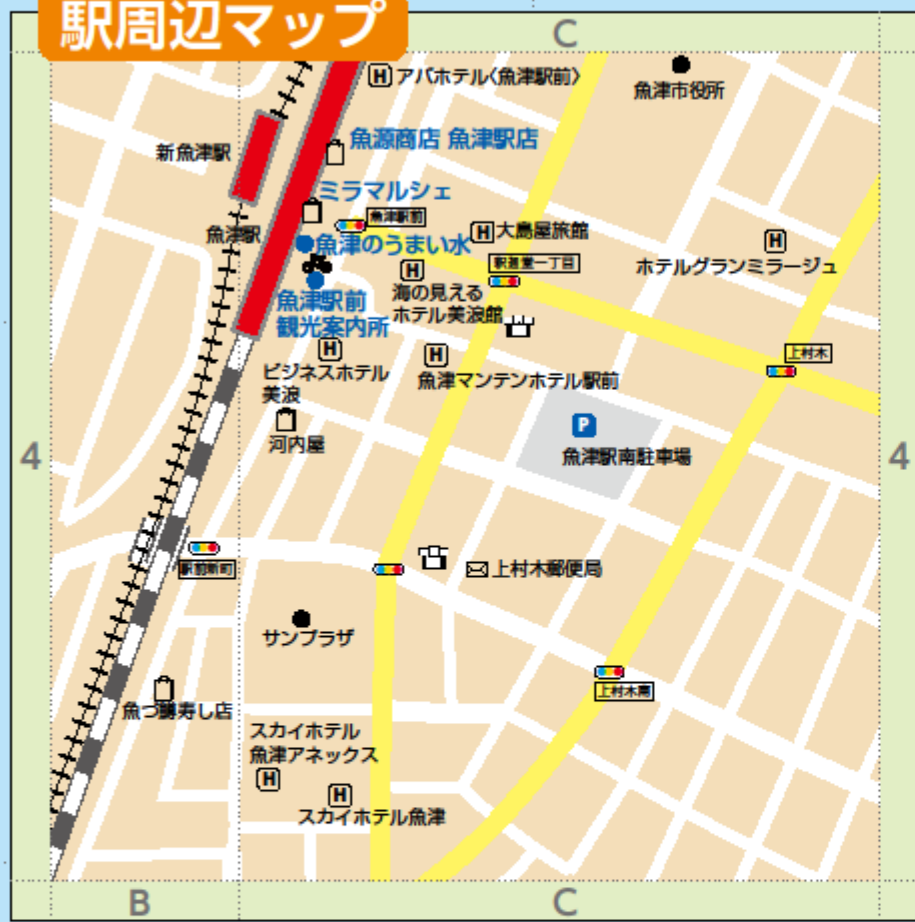 駅周辺マップ
C
アパホテル〈魚津駅前〉
魚津市役所
魚源商店 魚津駅店
新魚津駅
ミラマルシェ
魚津駅前
魚津駅
魚津のうまい水
大島屋旅館
釈迦堂一丁目
ホテルグランミラージュ
海の見える
ホテル美浪館
魚津駅前
観光案内所
上村木
ビジネスホテル
美浪
魚津マンテンホテル駅前
P
河内屋
魚津駅南駐車場
4
4
駅前新町
上村木郵便局
サンプラザ
上村木南
寿し店
スカイホテル
魚津アネックス
スカイホテル魚津
H
H
H
H
H
H
H
H
B
C